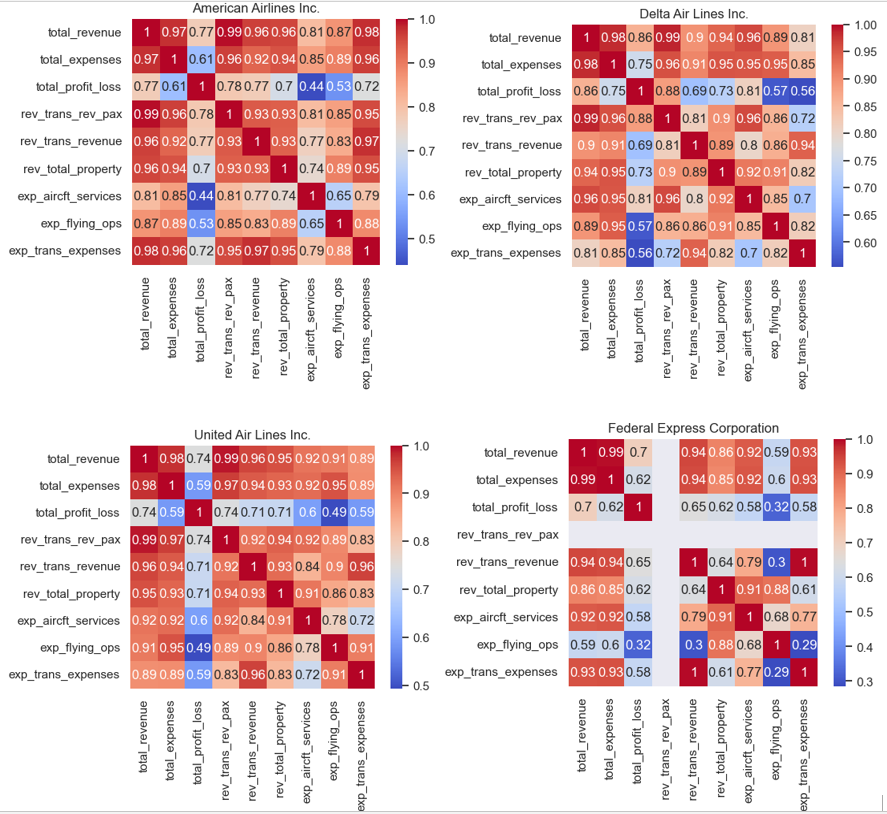 American Airlines Inc.
total_revenue 1 0.97 0.77 0.99 0.96 0.96 0.81 0.87 0.98
total_expenses 0.97 1 0.61 0.96 0.92 0.94 0.85 0.89 0.96
total_profit_loss 0.77 0.61 1 0.78 0.77 0.7 0.44 0.53 0.72
rev_trans_rev_pax 0.99 0.96 0.78 1 0.93 0.93 0.81 0.85 0.95
rev_trans_revenue 0.96 0.92 0.77 0.93 1 0.93 0.77 0.83 0.97
rev_total_property 0.96 0.94 0.7 0.93 0.93 1 0.74 0.89 0.95
exp_aircft_services 0.81 0.85 0.44 0.81 0.77 0.74 1 0.65 0.79
exp_flying_ops 0.87 0.89 0.53 0.85 0.83 0.89 0.65 1 0.88
exp_trans_expenses 0.98 0.96 0.72 0.95 0.97 0.95 0.79 0.88 1
total_revenue
total_expenses
total_profit_loss
rev_trans_rev_pax
rev_trans_revenue
rev_total_property
exp_aircft_services
exp_flying_ops
exp_trans_expenses
1.0
0.9
0.8
0.7
0.6
0.5
Delta Air Lines Inc.
total_revenue 1 0.98 0.86 0.99 0.9 0.94 0.96 0.89 0.81
total_expenses 0.98 1 0.75 0.96 0.91 0.95 0.95 0.95 0.85
total_profit_loss 0.86 0.75 1 0.88 0.69 0.73 0.81 0.57 0.56
rev_trans_rev_pax 0.99 0.96 0.88 1 0.81 0.9 0.96 0.86 0.72
rev_trans_revenue 0.9 0.91 0.69 0.81 1 0.89 0.8 0.86 0.94
rev_total_property 0.94 0.95 0.73 0.9 0.89 1 0.92 0.91 0.82
exp_aircft_services 0.96 0.95 0.81 0.96 0.8 0.92 1 0.85 0.7
exp_flying_ops 0.89 0.95 0.57 0.86 0.86 0.91 0.85 1 0.82
exp_trans_expenses 0.81 0.85 0.56 0.72 0.94 0.82 0.7 0.82 1
total_revenue
total_expenses
total_profit_loss
rev_trans_rev_pax
rev_trans_revenue
rev_total_property
exp_aircft_services
exp_flying_ops
exp_trans_expenses
1.00
0.95
0.90
0.85
0.80
0.75
0.70
0.65
0.60
United Air Lines Inc.
total_revenue 1 0.98 0.74 0.99 0.96 0.95 0.92 0.91 0.89
total_expenses 0.98 1 0.59 0.97 0.94 0.93 0.92 0.95 0.89
total_profit_loss 0.74 0.59 1 0.74 0.71 0.71 0.6 0.49 0.59
rev_trans_rev_pax 0.99 0.97 0.74 1 0.92 0.94 0.92 0.89 0.83
rev_trans_revenue 0.96 0.94 0.71 0.92 1 0.93 0.84 0.9 0.96
rev_total_property 0.95 0.93 0.71 0.94 0.93 1 0.91 0.86 0.83
exp_aircft_services 0.92 0.92 0.6 0.92 0.84 0.91 1 0.78 0.72
exp_flying_ops 0.91 0.95 0.49 0.89 0.9 0.86 0.78 1 0.91
exp_trans_expenses 0.89 0.89 0.59 0.83 0.96 0.83 0.72 0.91 1
total_revenue
total_expenses
total_profit_loss
rev_trans_rev_pax
rev_trans_revenue
rev_total_property
exp_aircft_services
exp_flying_ops
exp_trans_expenses
1.0
0.9
0.8
0.7
0.6
0.5
Federal Express Corporation
total_revenue 1 0.99 0.7 0.94 0.86 0.92 0.59 0.93
total_expenses 0.99 1 0.62 0.94 0.85 0.92 0.6 0.93
total_profit_loss 0.7 0.62 1 0.65 0.62 0.58 0.32 0.58
rev_trans_rev_pax
rev_trans_revenue 0.94 0.94 0.65 1 0.64 0.79 0.3 1
rev_total_property 0.86 0.85 0.62 0.64 1 0.91 0.88 0.61
exp_aircft_services 0.92 0.92 0.58 0.79 0.91 1 0.68 0.77
exp_flying_ops 0.59 0.6 0.32 0.3 0.88 0.68 1 0.29
exp_trans_expenses 0.93 0.93 0.58 1 0.61 0.77 0.29 1
total_revenue
total_expenses
total_profit_loss
rev_trans_rev_pax
rev_trans_revenue
rev_total_property
exp_aircft_services
exp_flying_ops
exp_trans_expenses
1.0
0.9
0.8
0.7
0.6
0.5
0.4
0.3